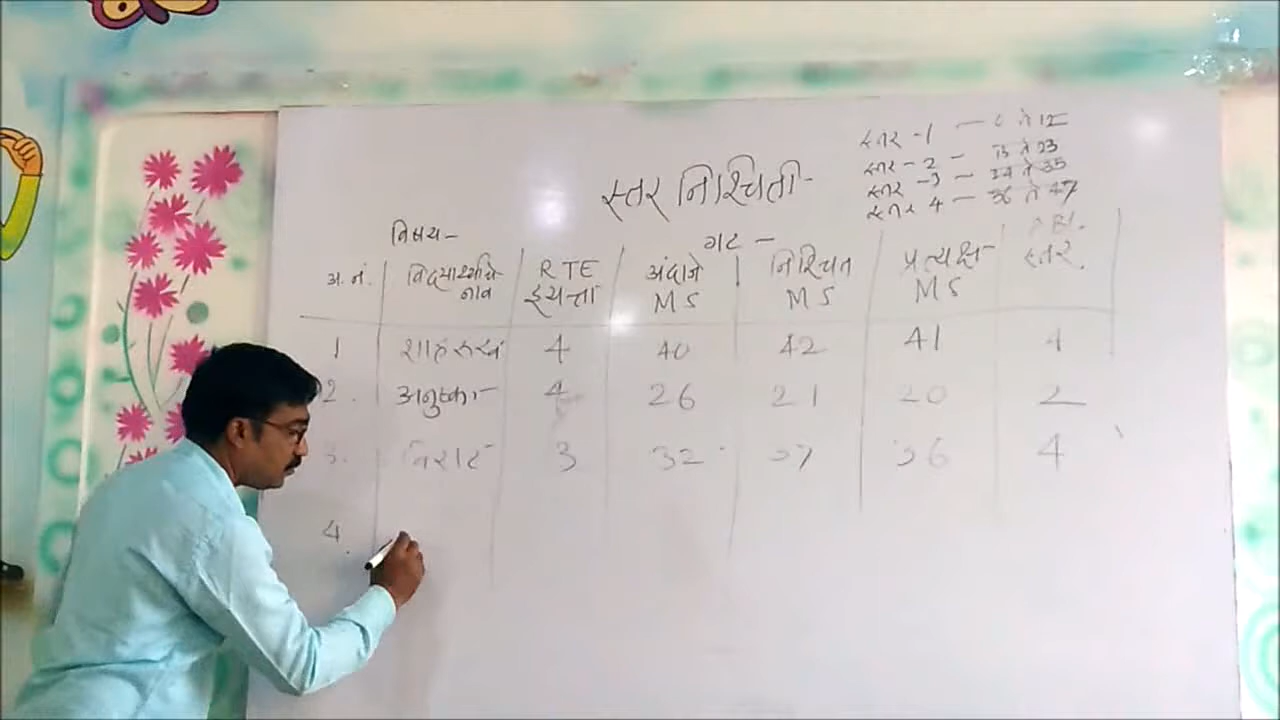 स्तर -1 — ते 12
स्तर - 2 — 13 ते 23
स्तर -3 — 24 ते 35
स्तर 4 — 36 ते 47
स्तर निश्चिती -
विषय - गट -
अ. नं. विद्यार्थ्याचे नाव RTE इयत्ता अंदाजे MS निश्चित MS प्रत्यक्ष MS स्तर
1 शाहरुख 4 40 42 41 4
2. अनुष्का 4 26 21 20 2
3. विराट 3 32 37 36 4
4.